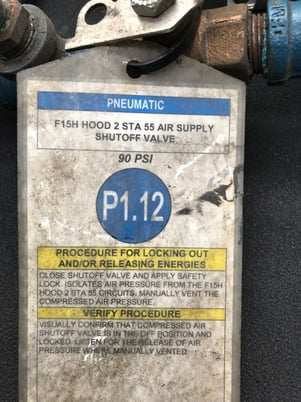 PNEUMATIC
F15H HOOD 2 STA 55 AIR SUPPLY
SHUTOFF VALVE
90 PSI
P1.12
PROCEDURE FOR LOCKING OUT
AND/OR RELEASING ENERGIES
CLOSE SHUTOFF VALVE AND APPLY SAFETY
LOCK. ISOLATES AIR PRESSURE FROM THE F15H
HOOD 2 STA 55 CIRCUITS. MANUALLY VENT THE
COMPRESSED AIR PRESSURE.
VERIFY PROCEDURE
VISUALLY CONFIRM THAT COMPRESSED AIR
SHUTOFF VALVE IS IN THE OFF POSITION
AND LOCKED. LISTEN FOR THE RELEASE OF AIR
PRESSURE WHERE MANUALLY VENTED